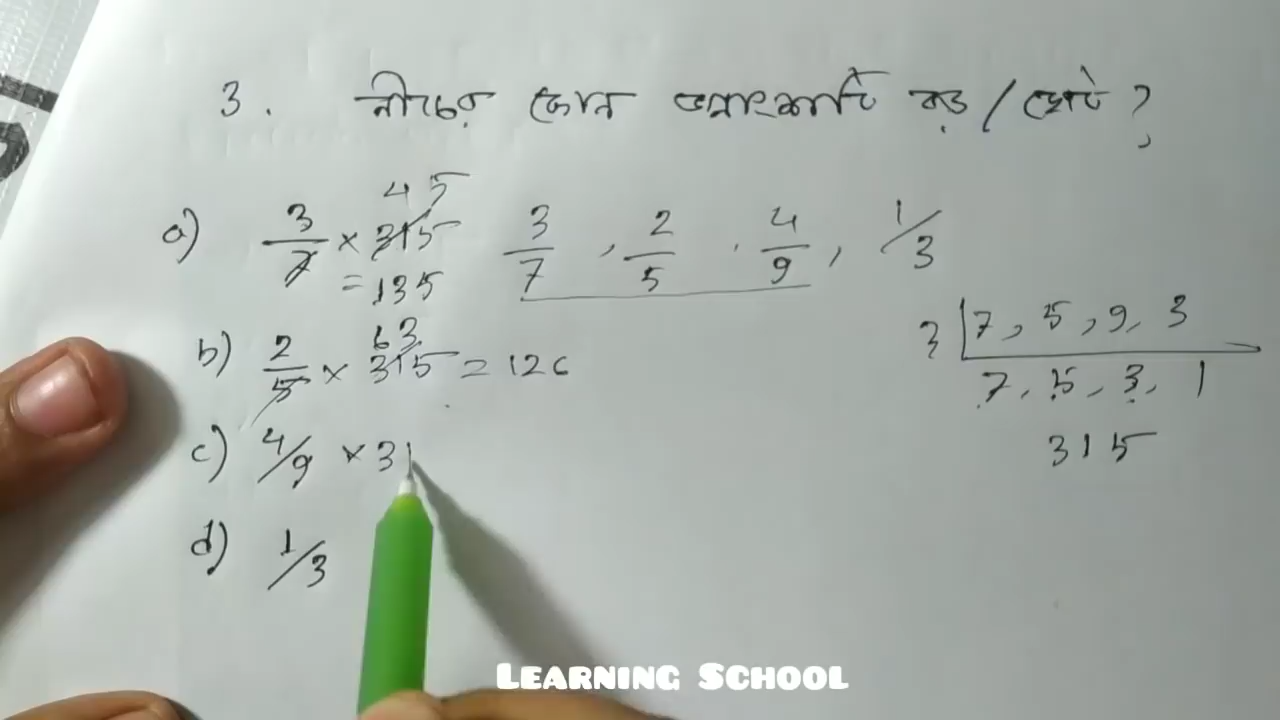 3. নীচের কোন ভগ্নাংশটি বড়/ছোট?
a) 3/7 × 315 = 135
45
3/7 , 2/5 , 4/9 , 1/3
b) 2/5 × 315 = 126
63
c) 4/9 × 31
d) 1/3
3 | 7, 5, 9, 3
7, 5, 3, 1
315
LEARNING SCHOOL